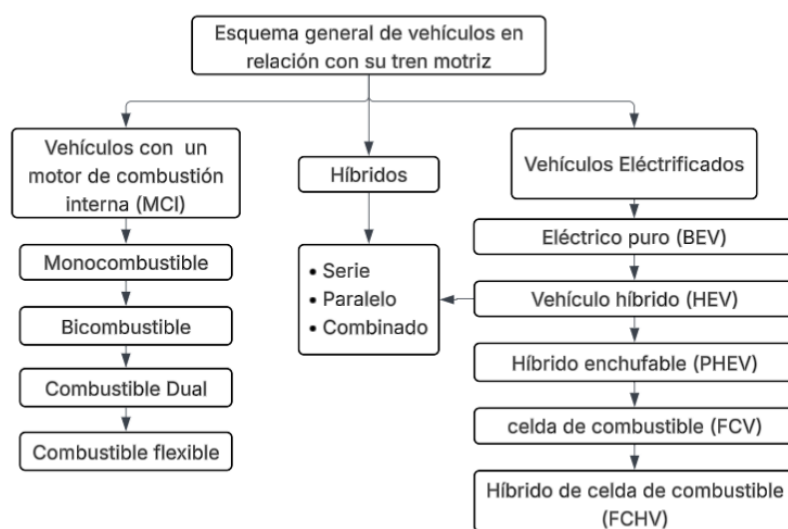 Esquema general de vehículos en
relación con su tren motriz
Vehículos con un
motor de combustión
interna (MCI)
Monocombustible
Bicombustible
Combustible Dual
Combustible flexible
Híbridos
• Serie
• Paralelo
• Combinado
Vehículos Eléctrificados
Eléctrico puro (BEV)
Vehículo híbrido (HEV)
Híbrido enchufable (PHEV)
celda de combustible (FCV)
Híbrido de celda de combustible
(FCHV)